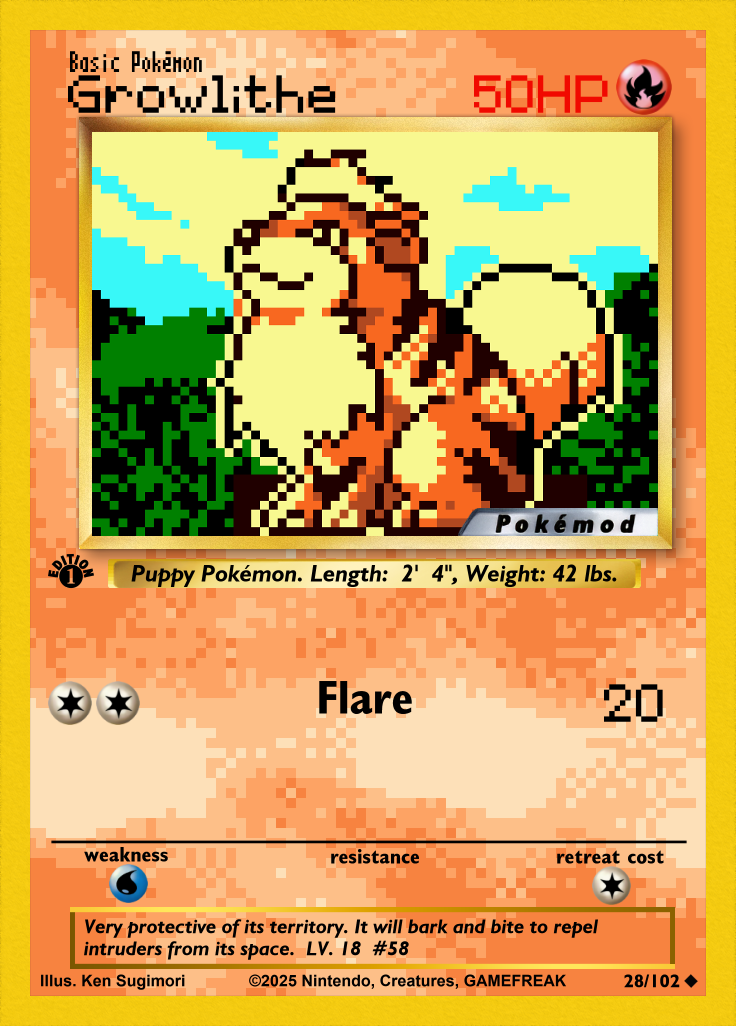 Basic Pokémon
Growlithe 50HP
Pokémod
EDITION 1
Puppy Pokémon. Length: 2' 4", Weight: 42 lbs.
Flare 20
weakness resistance retreat cost
Very protective of its territory. It will bark and bite to repel
intruders from its space. LV. 18 #58
Illus. Ken Sugimori ©2025 Nintendo, Creatures, GAMEFREAK 28/102